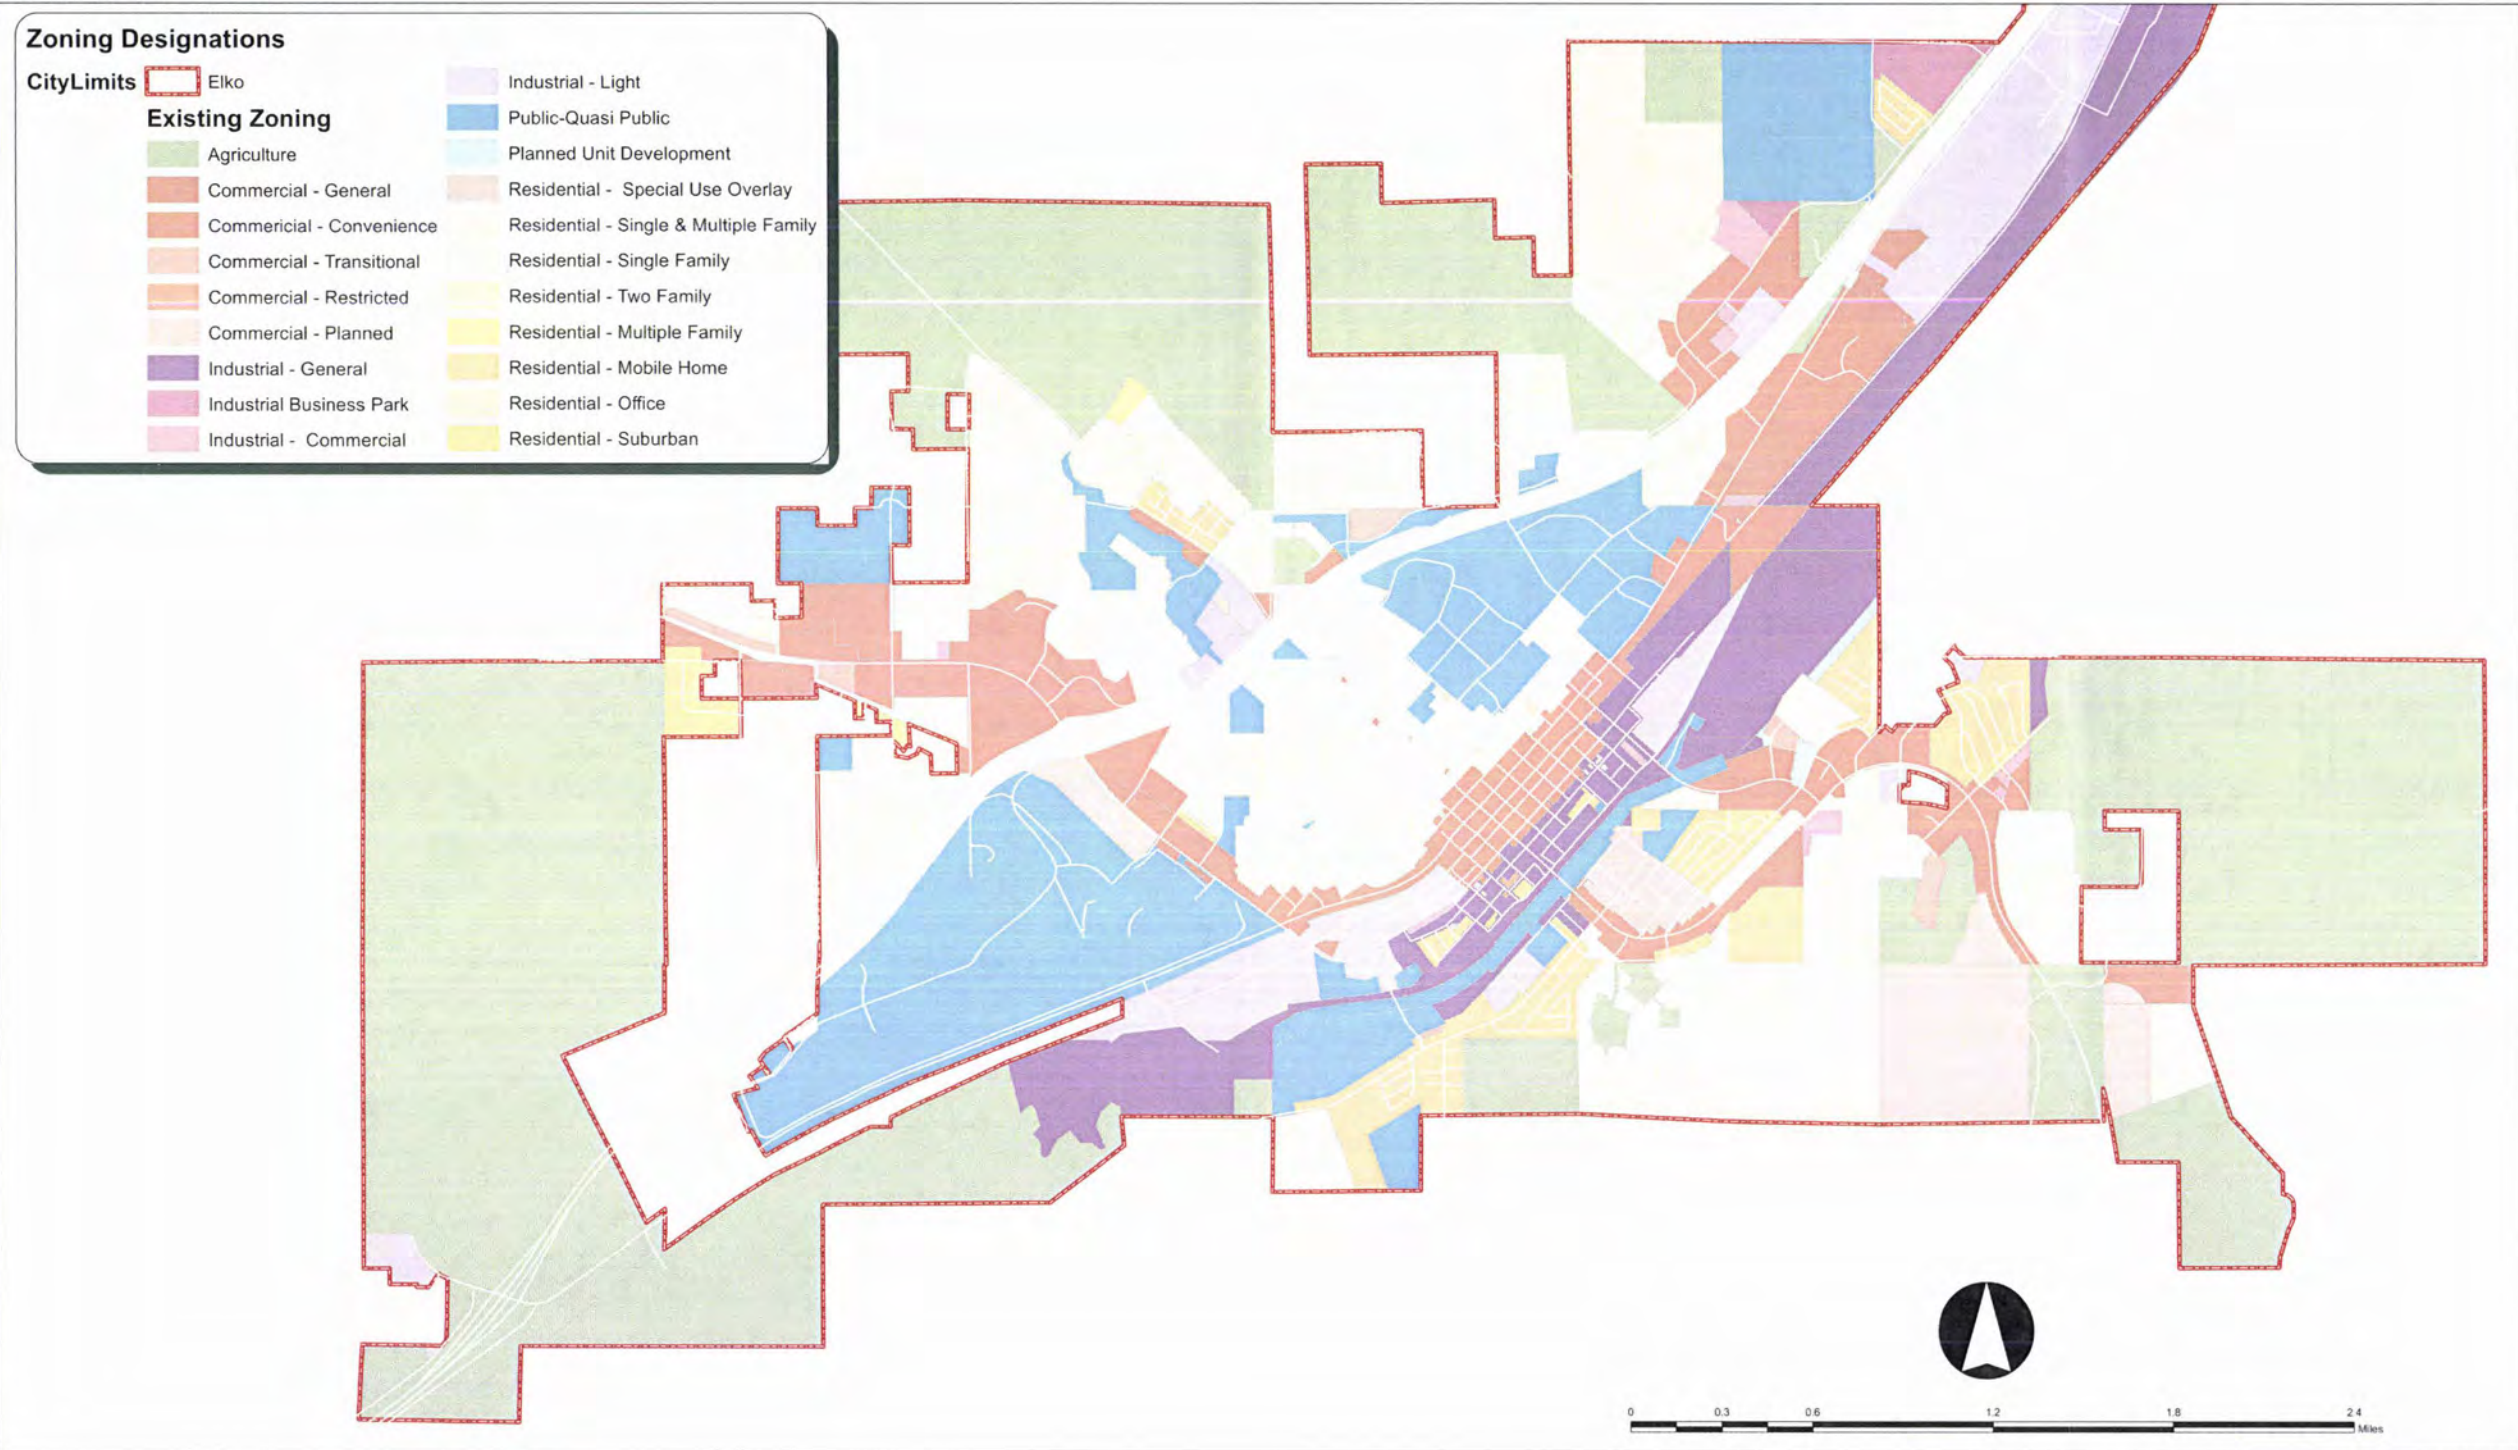 Zoning Designations
CityLimits Elko
Existing Zoning
Agriculture
Commercial - General
Commericial - Convenience
Commercial - Transitional
Commercial - Restricted
Commercial - Planned
Industrial - General
Industrial Business Park
Industrial - Commercial
Industrial - Light
Public-Quasi Public
Planned Unit Development
Residential - Special Use Overlay
Residential - Single & Multiple Family
Residential - Single Family
Residential - Two Family
Residential - Multiple Family
Residential - Mobile Home
Residential - Office
Residential - Suburban
0 0.3 0.6 1.2 1.8 2.4
Miles